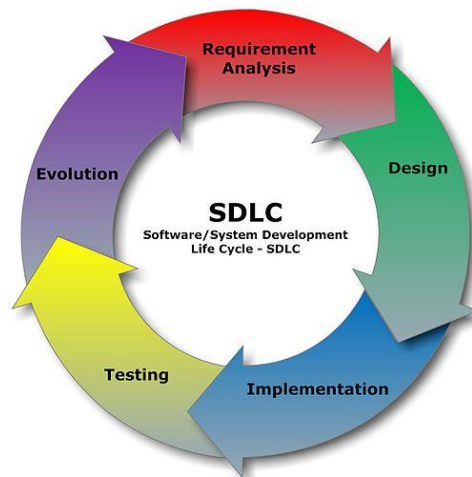 Requirement
Analysis
Design
Implementation
Testing
Evolution
SDLC
Software/System Development
Life Cycle - SDLC